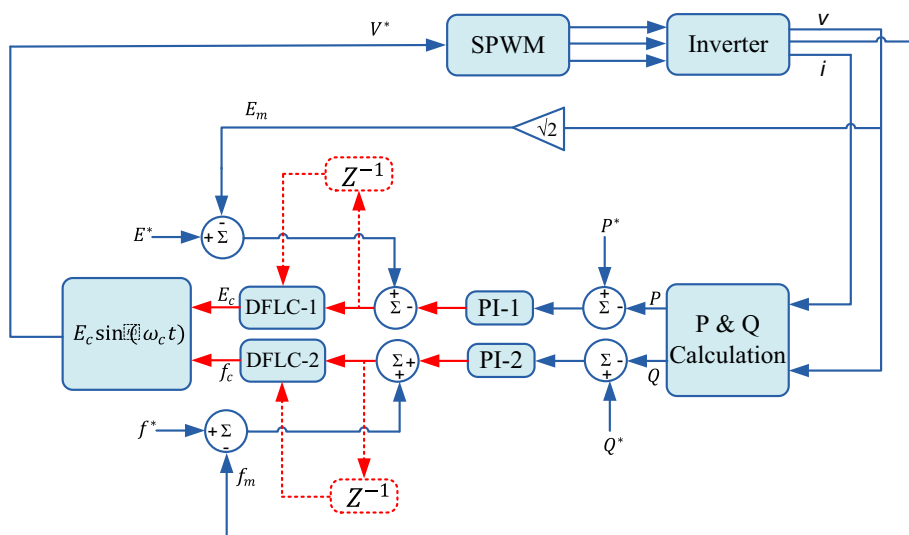 V*
SPWM
Inverter
v
i
E_m
√2
Z⁻¹
E*
+ Σ -
P*
E_c
DFLC-1
+ Σ -
PI-1
+ Σ -
P
E_c sin( ω_c t)
P & Q
Calculation
f_c
DFLC-2
Σ + +
PI-2
Σ - +
Q
f*
+ Σ -
f_m
Z⁻¹
Q*